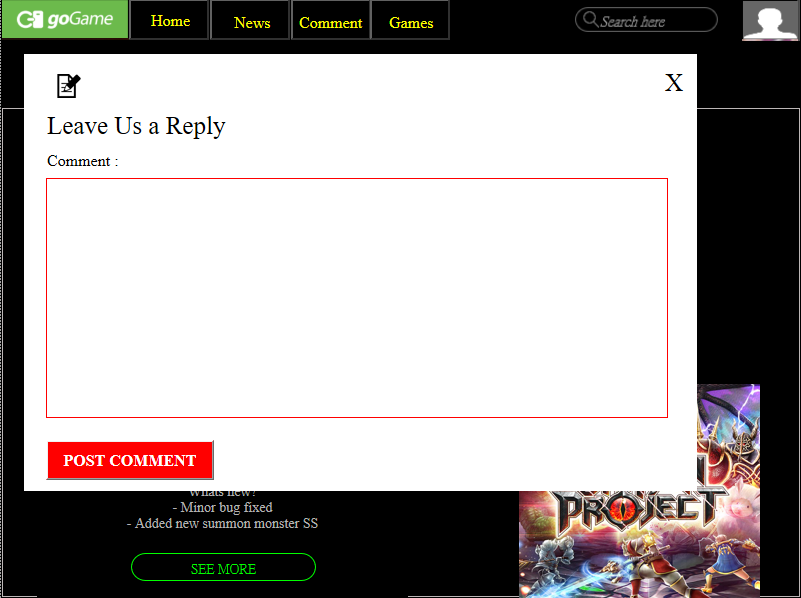 goGame
Home
News
Comment
Games
Search here
X
Leave Us a Reply
Comment :
POST COMMENT
Whats new?
- Minor bug fixed
- Added new summon monster SS
SEE MORE
PROJECT